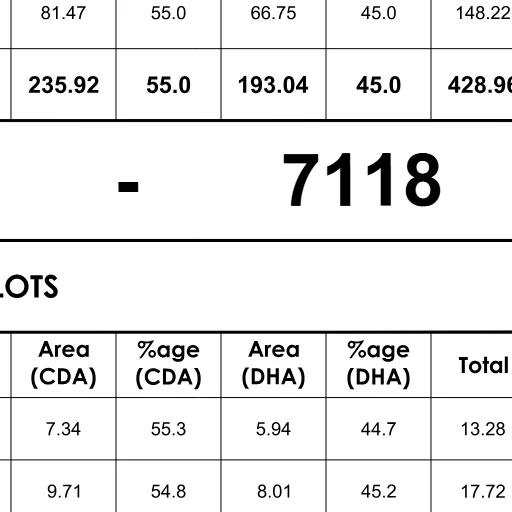 81.47 55.0 66.75 45.0 148.22
235.92 55.0 193.04 45.0 428.96
- 7118
LOTS
Area (CDA) %age (CDA) Area (DHA) %age (DHA) Total
7.34 55.3 5.94 44.7 13.28
9.71 54.8 8.01 45.2 17.72